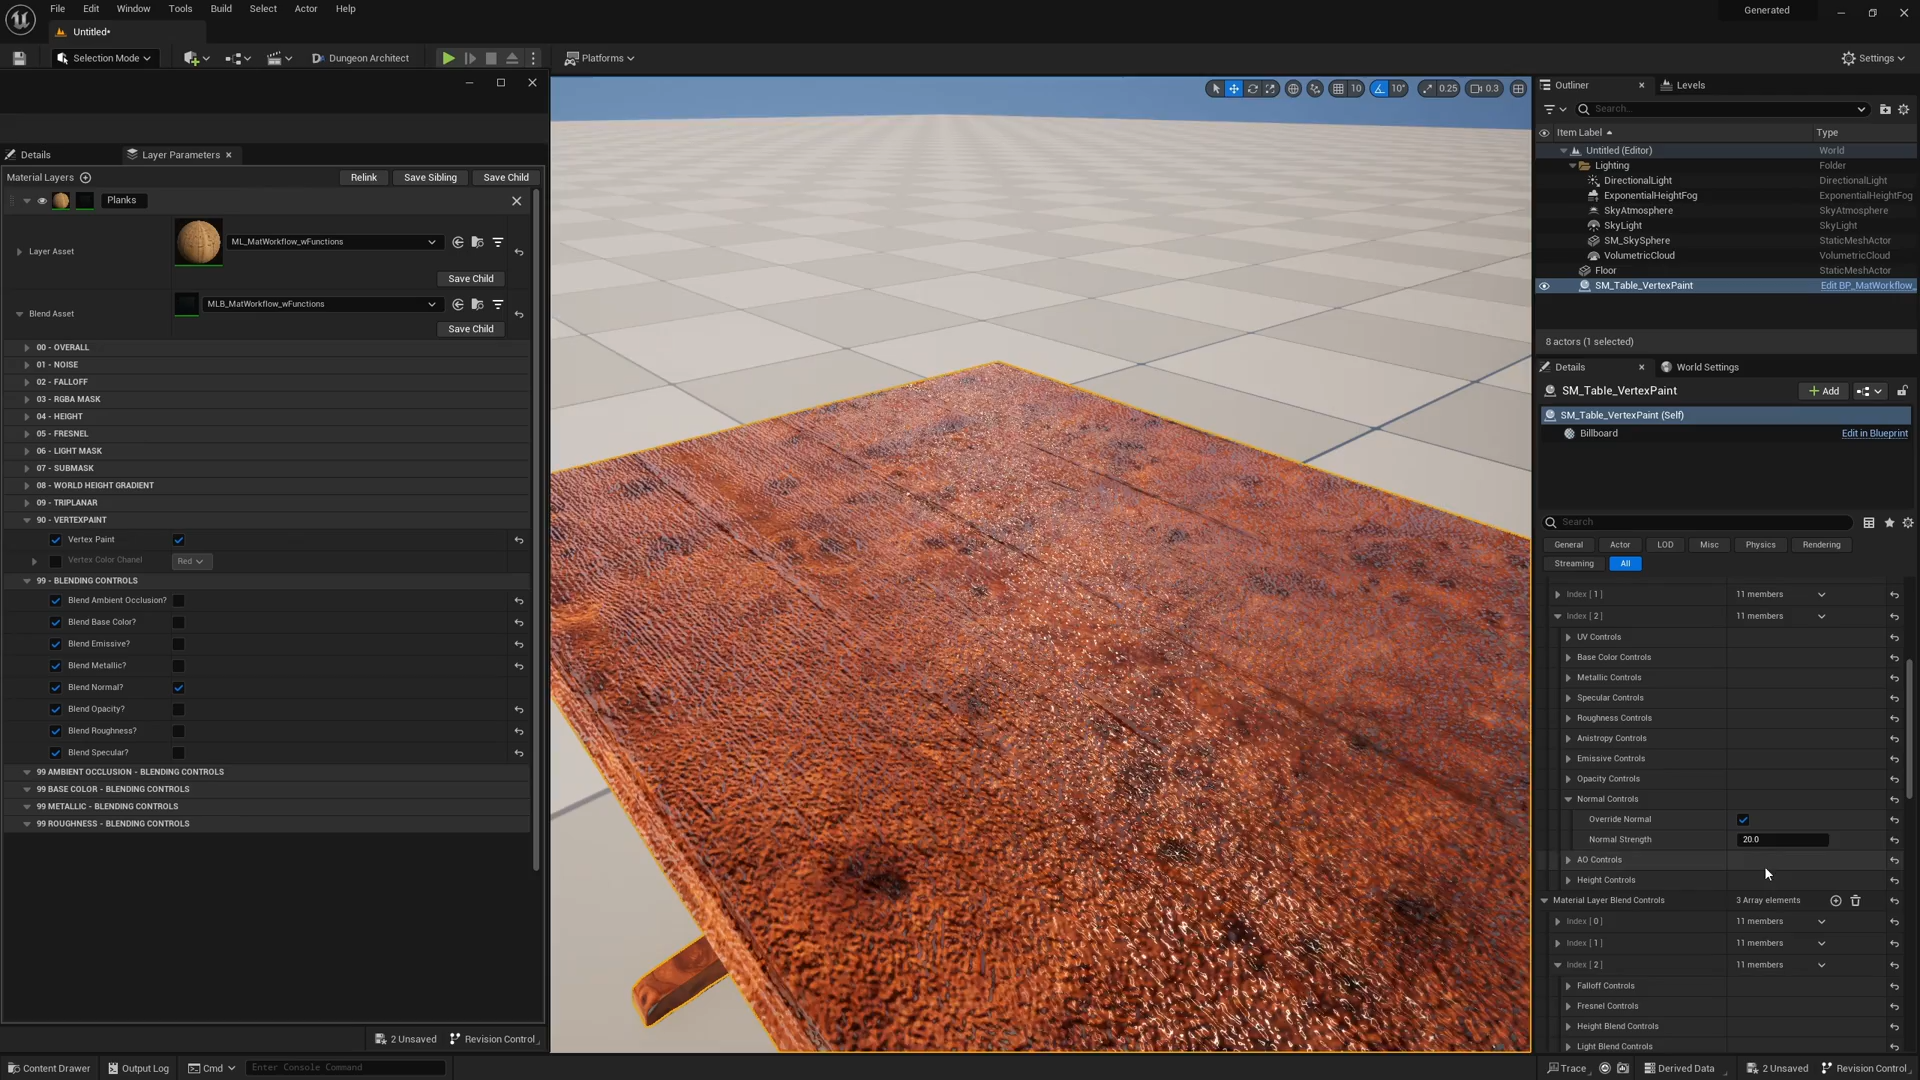 File Edit Window Tools Build Select Actor Help
Generated
Untitled*
Selection Mode
Dungeon Architect
Platforms
Settings
10
10°
0.25
0.3
Details
Layer Parameters
Material Layers
Relink
Save Sibling
Save Child
Planks
Layer Asset
ML_MatWorkflow_wFunctions
Save Child
Blend Asset
MLB_MatWorkflow_wFunctions
Save Child
00 - OVERALL
01 - NOISE
02 - FALLOFF
03 - RGBA MASK
04 - HEIGHT
05 - FRESNEL
06 - LIGHT MASK
07 - SUBMASK
08 - WORLD HEIGHT GRADIENT
09 - TRIPLANAR
90 - VERTEXPAINT
Vertex Paint
Vertex Color Chanel Red
99 - BLENDING CONTROLS
Blend Ambient Occlusion?
Blend Base Color?
Blend Emissive?
Blend Metallic?
Blend Normal?
Blend Opacity?
Blend Roughness?
Blend Specular?
99 AMBIENT OCCLUSION - BLENDING CONTROLS
99 BASE COLOR - BLENDING CONTROLS
99 METALLIC - BLENDING CONTROLS
99 ROUGHNESS - BLENDING CONTROLS
2 Unsaved
Revision Control
Outliner
Levels
Search...
Item Label Type
Untitled (Editor) World
Lighting Folder
DirectionalLight DirectionalLight
ExponentialHeightFog ExponentialHeightFog
SkyAtmosphere SkyAtmosphere
SkyLight SkyLight
SM_SkySphere StaticMeshActor
VolumetricCloud VolumetricCloud
Floor StaticMeshActor
SM_Table_VertexPaint Edit BP_MatWorkflow_
8 actors (1 selected)
Details
World Settings
SM_Table_VertexPaint
Add
SM_Table_VertexPaint (Self)
Billboard Edit in Blueprint
Search
General Actor LOD Misc Physics Rendering
Streaming All
Index [ 1 ] 11 members
Index [ 2 ] 11 members
UV Controls
Base Color Controls
Metallic Controls
Specular Controls
Roughness Controls
Anistropy Controls
Emissive Controls
Opacity Controls
Normal Controls
Override Normal
Normal Strength 20.0
AO Controls
Height Controls
Material Layer Blend Controls 3 Array elements
Index [ 0 ] 11 members
Index [ 1 ] 11 members
Index [ 2 ] 11 members
Falloff Controls
Fresnel Controls
Height Blend Controls
Light Blend Controls
Content Drawer
Output Log
Cmd
Enter Console Command
Trace
Derived Data
2 Unsaved
Revision Control